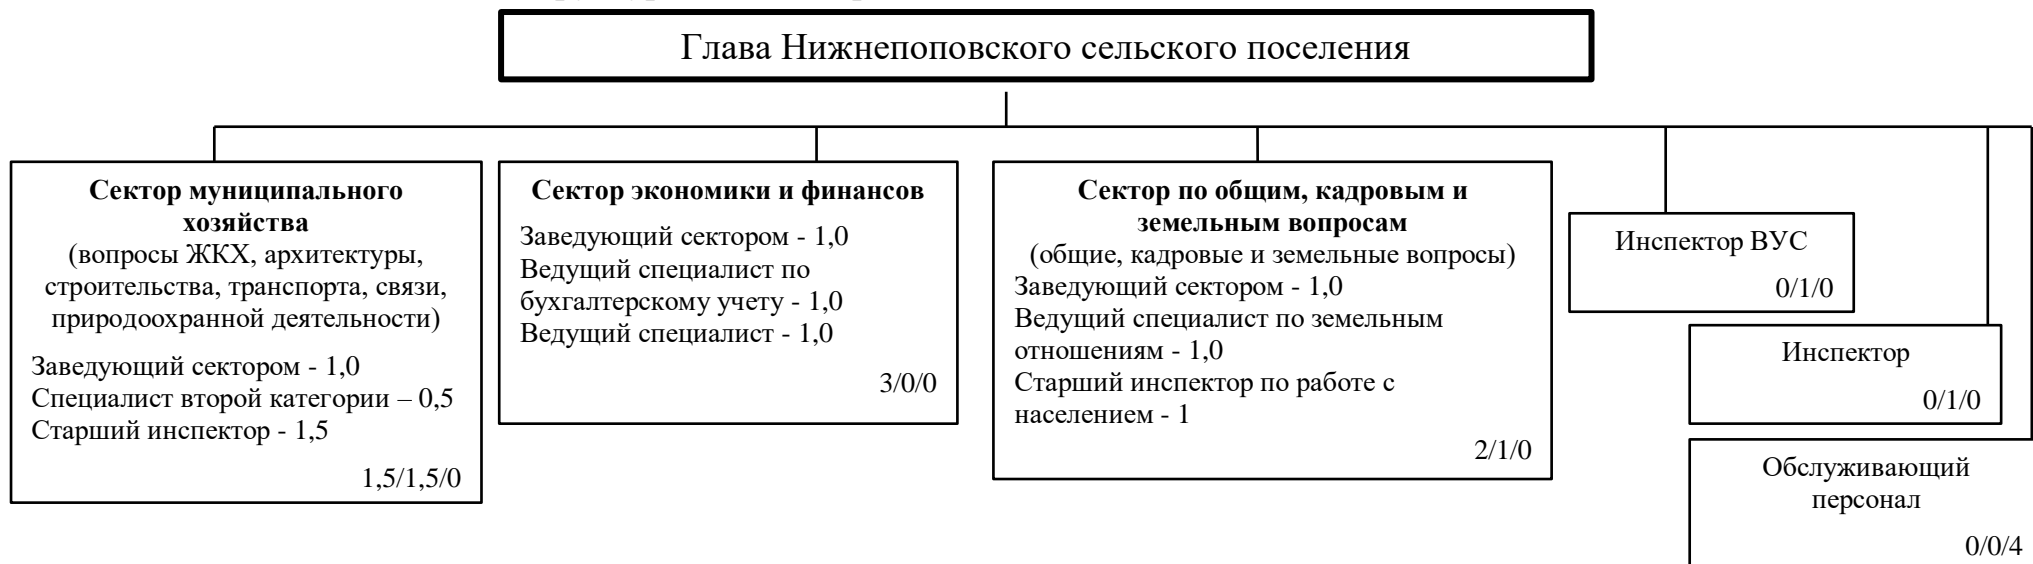 Глава Нижнепоповского сельского поселения
Сектор муниципального
хозяйства
(вопросы ЖКХ, архитектуры,
строительства, транспорта, связи,
природоохранной деятельности)
Заведующий сектором - 1,0
Специалист второй категории – 0,5
Старший инспектор - 1,5
1,5/1,5/0
Сектор экономики и финансов
Заведующий сектором - 1,0
Ведущий специалист по
бухгалтерскому учету - 1,0
Ведущий специалист - 1,0
3/0/0
Сектор по общим, кадровым и
земельным вопросам
(общие, кадровые и земельные вопросы)
Заведующий сектором - 1,0
Ведущий специалист по земельным
отношениям - 1,0
Старший инспектор по работе с
населением - 1
2/1/0
Инспектор ВУС
0/1/0
Инспектор
0/1/0
Обслуживающий
персонал
0/0/4